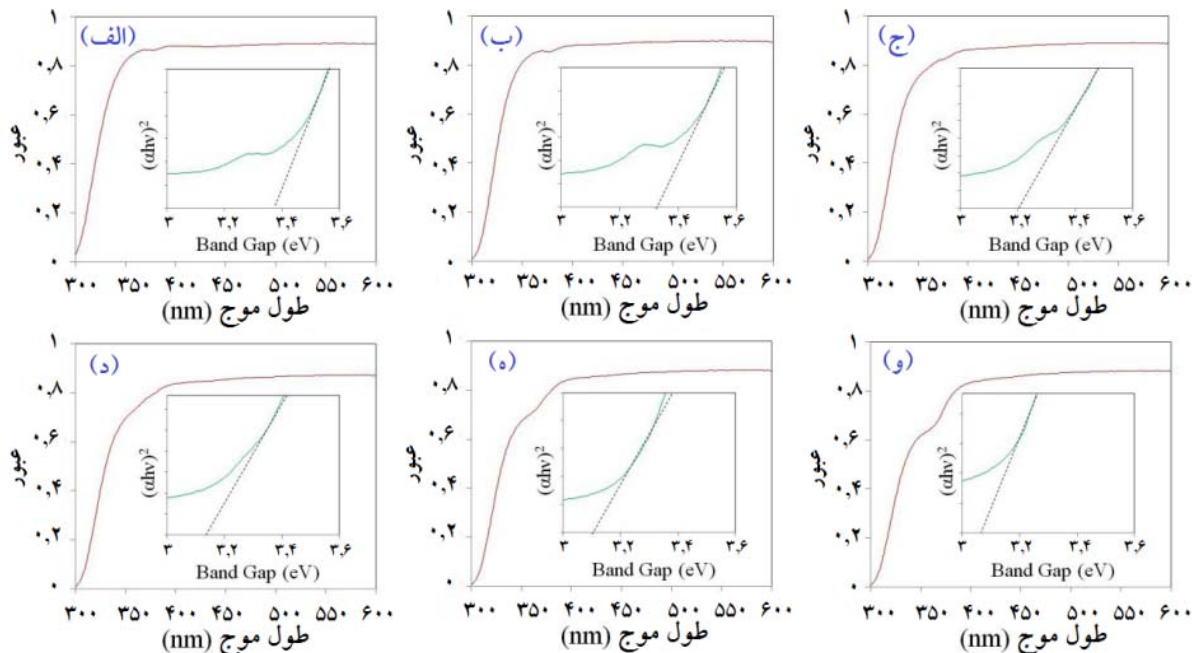 (الف)
۱
۰,۸
۰,۶
۰,۴
۰,۲
۰
عبور
(αhν)²
۳ ۳,۲ ۳,۴ ۳,۶
Band Gap (eV)
۳۰۰ ۳۵۰ ۴۰۰ ۴۵۰ ۵۰۰ ۵۵۰ ۶۰۰
طول موج (nm)
(ب)
۱
۰,۸
۰,۶
۰,۴
۰,۲
۰
عبور
(αhν)²
۳ ۳,۲ ۳,۴ ۳,۶
Band Gap (eV)
۳۰۰ ۳۵۰ ۴۰۰ ۴۵۰ ۵۰۰ ۵۵۰ ۶۰۰
طول موج (nm)
(ج)
۱
۰,۸
۰,۶
۰,۴
۰,۲
۰
عبور
(αhν)²
۳ ۳,۲ ۳,۴ ۳,۶
Band Gap (eV)
۳۰۰ ۳۵۰ ۴۰۰ ۴۵۰ ۵۰۰ ۵۵۰ ۶۰۰
طول موج (nm)
(د)
۱
۰,۸
۰,۶
۰,۴
۰,۲
۰
عبور
(αhν)²
۳ ۳,۲ ۳,۴ ۳,۶
Band Gap (eV)
۳۰۰ ۳۵۰ ۴۰۰ ۴۵۰ ۵۰۰ ۵۵۰ ۶۰۰
طول موج (nm)
(ه)
۱
۰,۸
۰,۶
۰,۴
۰,۲
۰
عبور
(αhν)²
۳ ۳,۲ ۳,۴ ۳,۶
Band Gap (eV)
۳۰۰ ۳۵۰ ۴۰۰ ۴۵۰ ۵۰۰ ۵۵۰ ۶۰۰
طول موج (nm)
(و)
۱
۰,۸
۰,۶
۰,۴
۰,۲
۰
عبور
(αhν)²
۳ ۳,۲ ۳,۴ ۳,۶
Band Gap (eV)
۳۰۰ ۳۵۰ ۴۰۰ ۴۵۰ ۵۰۰ ۵۵۰ ۶۰۰
طول موج (nm)